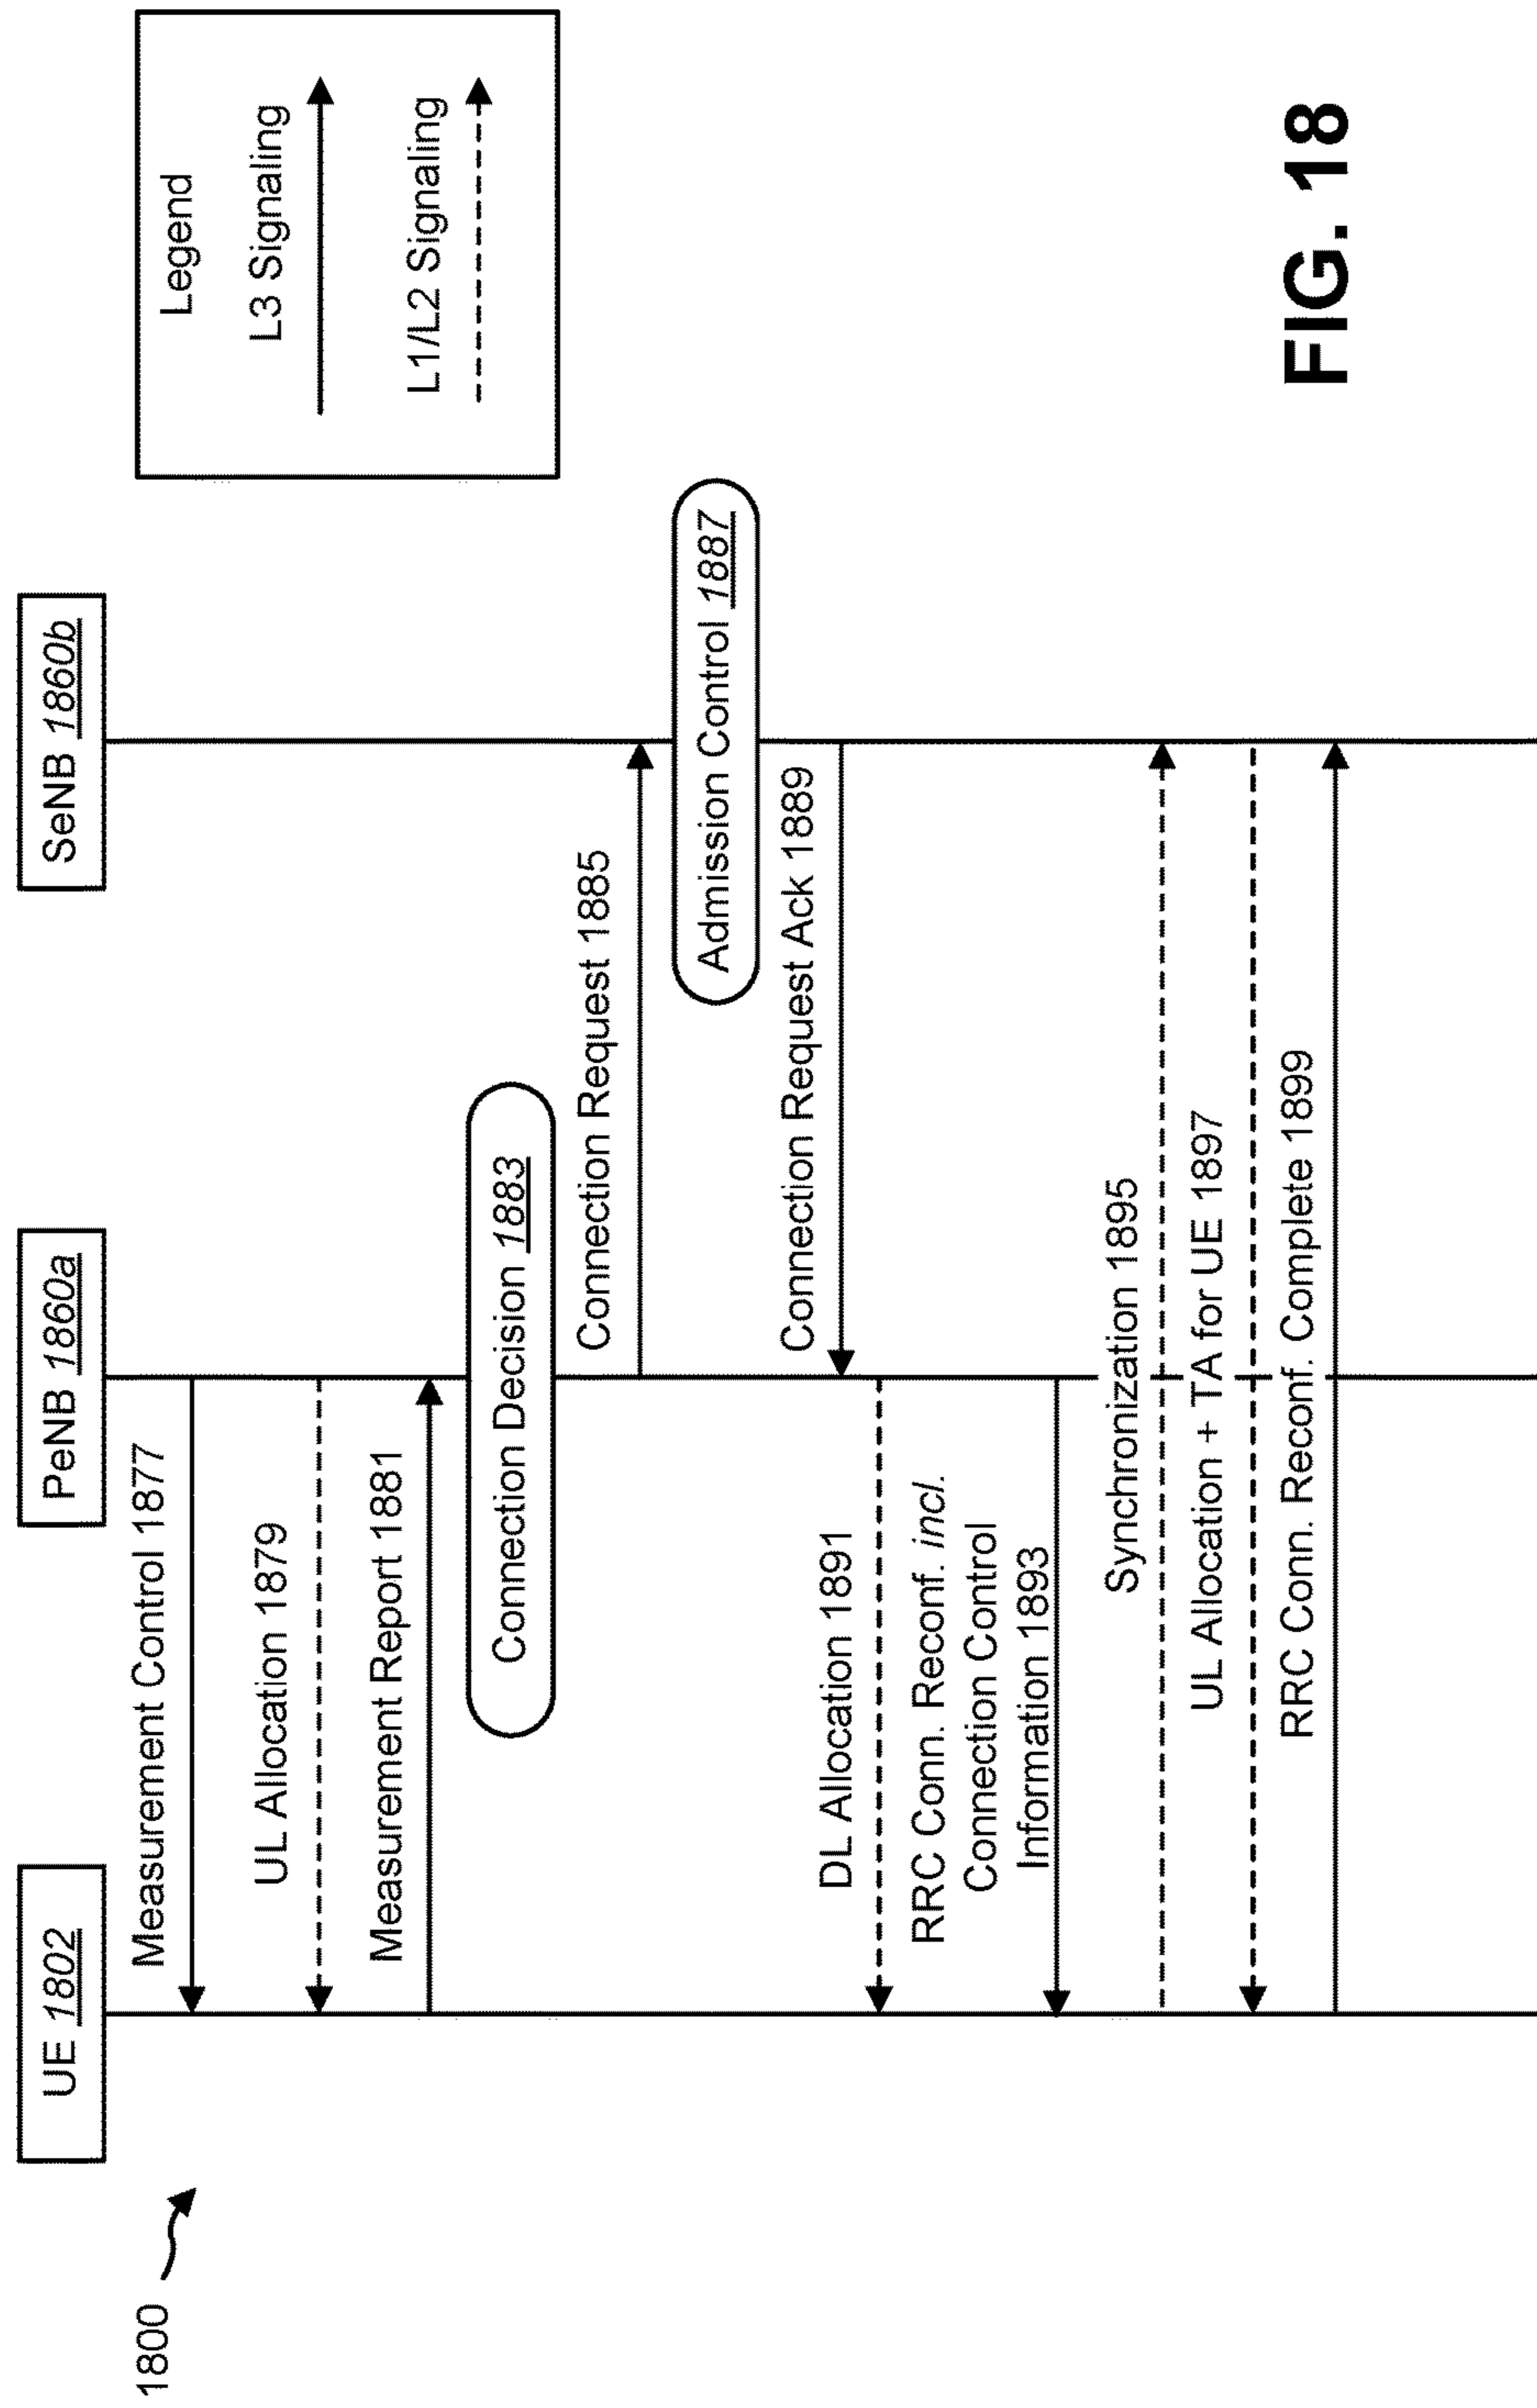 1800
UE 1802
PeNB 1860a
SeNB 1860b
Legend
L3 Signaling
L1/L2 Signaling
Measurement Control 1877
UL Allocation 1879
Measurement Report 1881
Connection Decision 1883
Connection Request 1885
Admission Control 1887
Connection Request Ack 1889
DL Allocation 1891
RRC Conn. Reconf. incl.
Connection Control
Information 1893
Synchronization 1895
UL Allocation + TA for UE 1897
RRC Conn. Reconf. Complete 1899
FIG. 18